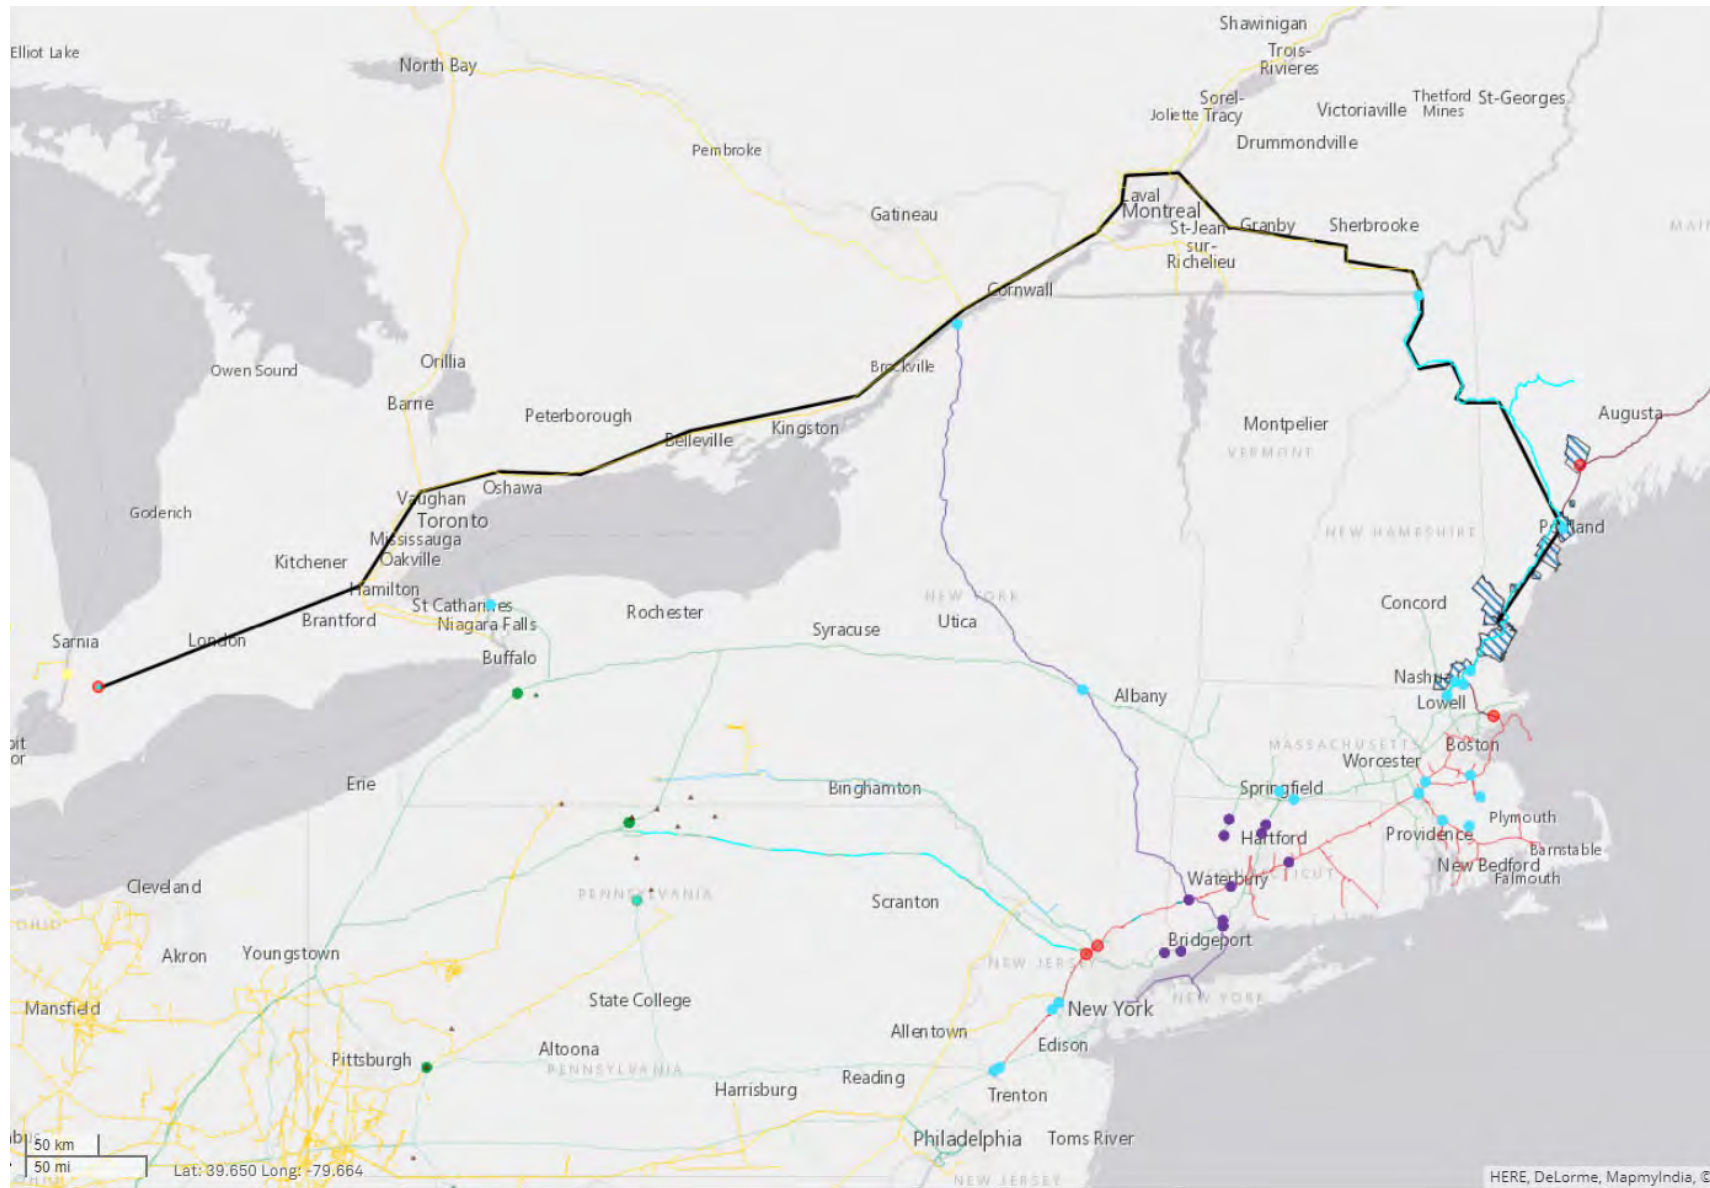 Shawinigan
Elliot Lake
Trois-
Rivieres
North Bay
Sorel-
Tracy
Joliette
Victoriaville
Thetford
Mines
St-Georges
Drummondville
Pembroke
Laval
Montreal
Gatineau
Granby
Sherbrooke
St-Jean-
sur-
Richelieu
MAIN
Cornwall
Owen Sound
Orillia
Brockville
Barrie
Peterborough
Kingston
Belleville
Montpelier
VERMONT
Augusta
Goderich
Vaughan
Oshawa
Toronto
Mississauga
Oakville
Kitchener
Hamilton
NEW HAMPSHIRE
Portland
Brantford
St Catharines
Niagara Falls
Rochester
NEW YORK
Utica
Concord
Sarnia
London
Syracuse
Buffalo
Albany
Nashua
Lowell
MASSACHUSETTS
Boston
Worcester
Erie
Binghamton
Springfield
Plymouth
Hartford
Providence
Barnstable
New Bedford
Falmouth
Waterbury
CONNECTICUT
Cleveland
PENNSYLVANIA
Scranton
OHIO
Akron
Youngstown
Bridgeport
NEW JERSEY
NEW YORK
Mansfield
State College
New York
Allentown
Edison
Pittsburgh
Altoona
PENNSYLVANIA
Harrisburg
Reading
Trenton
Philadelphia
Toms River
50 km
50 mi
Lat: 39.650 Long: -79.664
NEW JERSEY
HERE, DeLorme, MapmyIndia, ©